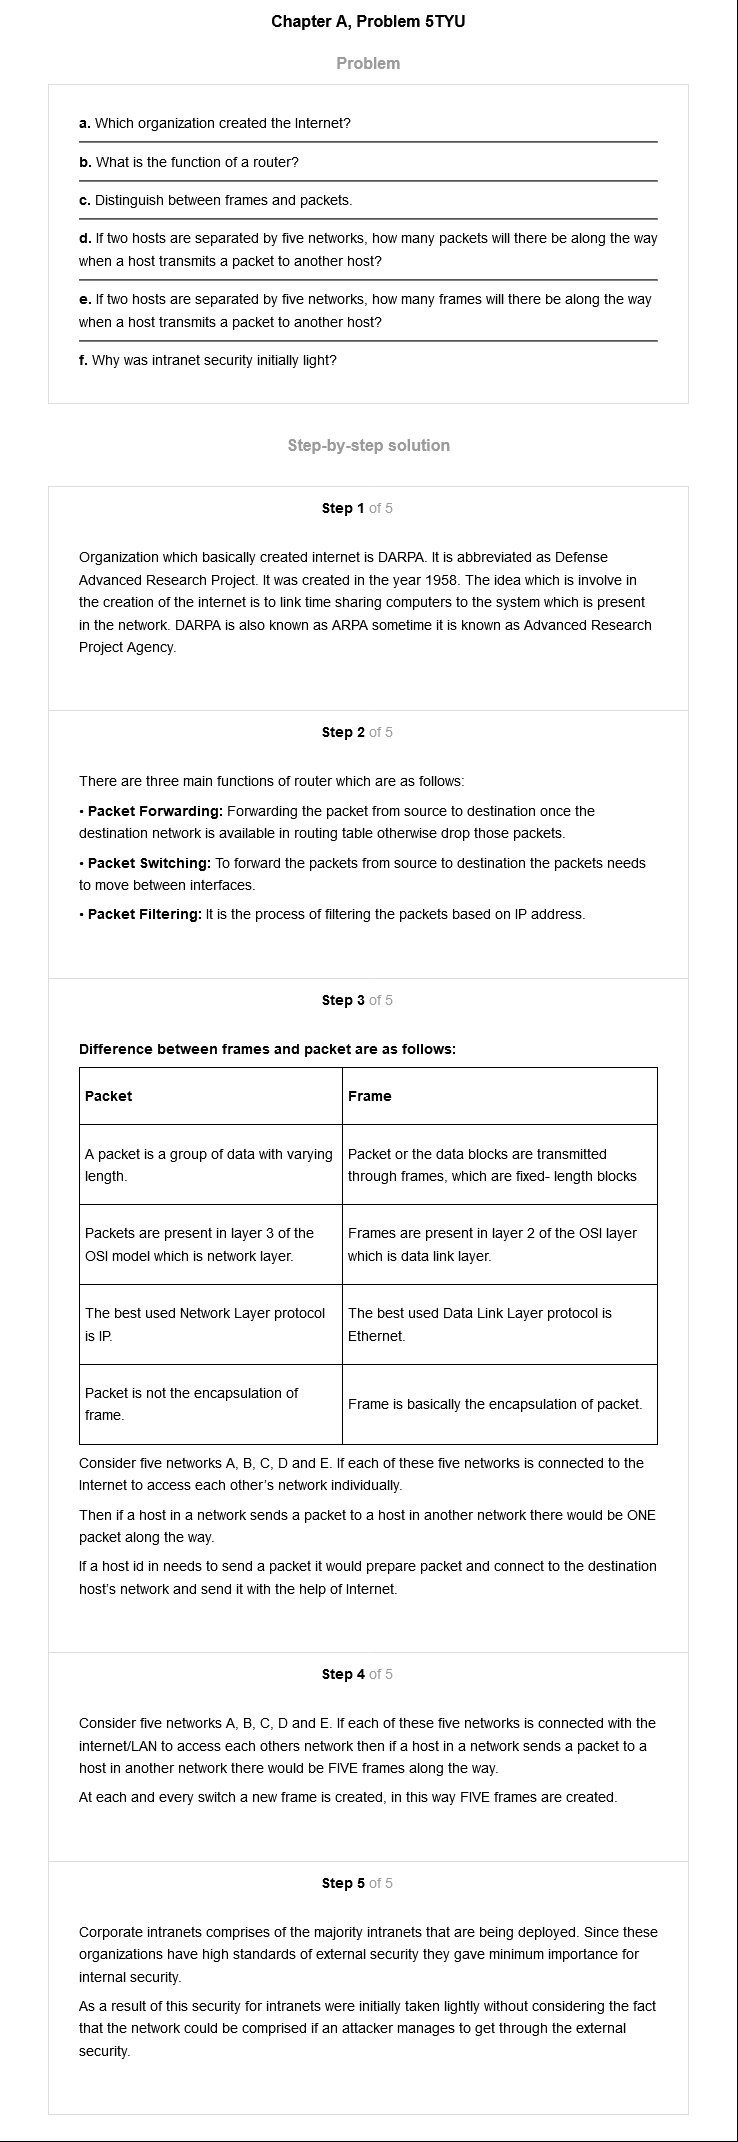 Chapter A, Problem 5TYU
Problem
a. Which organization created the Internet?
b. What is the function of a router?
c. Distinguish between frames and packets.
d. If two hosts are separated by five networks, how many packets will there be along the way
when a host transmits a packet to another host?
e. If two hosts are separated by five networks, how many frames will there be along the way
when a host transmits a packet to another host?
f. Why was intranet security initially light?
Step-by-step solution
Step 1 of 5
Organization which basically created internet is DARPA. It is abbreviated as Defense
Advanced Research Project. It was created in the year 1958. The idea which is involve in
the creation of the internet is to link time sharing computers to the system which is present
in the network. DARPA is also known as ARPA sometime it is known as Advanced Research
Project Agency.
Step 2 of 5
There are three main functions of router which are as follows:
• Packet Forwarding: Forwarding the packet from source to destination once the
destination network is available in routing table otherwise drop those packets.
• Packet Switching: To forward the packets from source to destination the packets needs
to move between interfaces.
• Packet Filtering: It is the process of filtering the packets based on IP address.
Step 3 of 5
Difference between frames and packet are as follows:
Packet
Frame
A packet is a group of data with varying
length.
Packet or the data blocks are transmitted
through frames, which are fixed- length blocks
Packets are present in layer 3 of the
OSI model which is network layer.
Frames are present in layer 2 of the OSI layer
which is data link layer.
The best used Network Layer protocol
is IP.
The best used Data Link Layer protocol is
Ethernet.
Packet is not the encapsulation of
frame.
Frame is basically the encapsulation of packet.
Consider five networks A, B, C, D and E. If each of these five networks is connected to the
Internet to access each other's network individually.
Then if a host in a network sends a packet to a host in another network there would be ONE
packet along the way.
If a host id in needs to send a packet it would prepare packet and connect to the destination
host's network and send it with the help of Internet.
Step 4 of 5
Consider five networks A, B, C, D and E. If each of these five networks is connected with the
internet/LAN to access each others network then if a host in a network sends a packet to a
host in another network there would be FIVE frames along the way.
At each and every switch a new frame is created, in this way FIVE frames are created.
Step 5 of 5
Corporate intranets comprises of the majority intranets that are being deployed. Since these
organizations have high standards of external security they gave minimum importance for
internal security.
As a result of this security for intranets were initially taken lightly without considering the fact
that the network could be comprised if an attacker manages to get through the external
security.